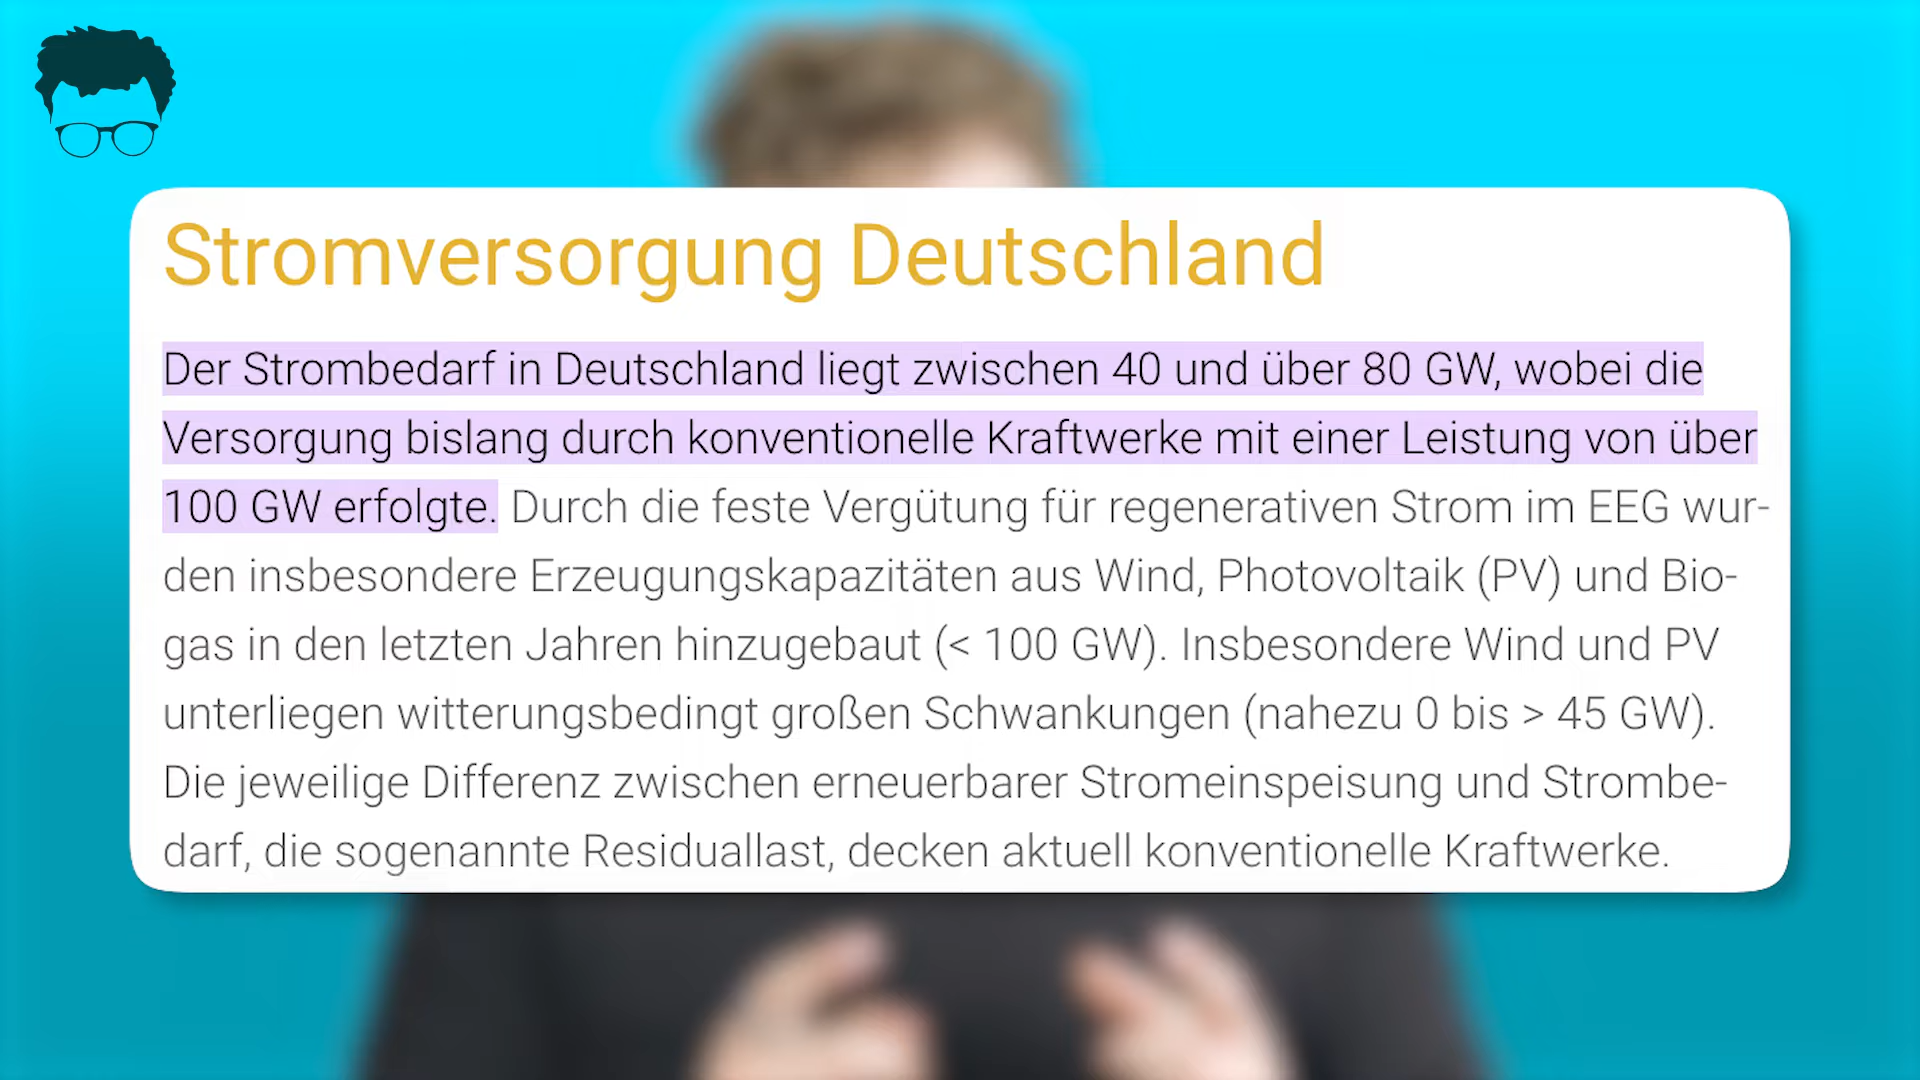 Stromversorgung Deutschland
Der Strombedarf in Deutschland liegt zwischen 40 und über 80 GW, wobei die
Versorgung bislang durch konventionelle Kraftwerke mit einer Leistung von über
100 GW erfolgte. Durch die feste Vergütung für regenerativen Strom im EEG wur-
den insbesondere Erzeugungskapazitäten aus Wind, Photovoltaik (PV) und Bio-
gas in den letzten Jahren hinzugebaut (< 100 GW). Insbesondere Wind und PV
unterliegen witterungsbedingt großen Schwankungen (nahezu 0 bis > 45 GW).
Die jeweilige Differenz zwischen erneuerbarer Stromeinspeisung und Strombe-
darf, die sogenannte Residuallast, decken aktuell konventionelle Kraftwerke.